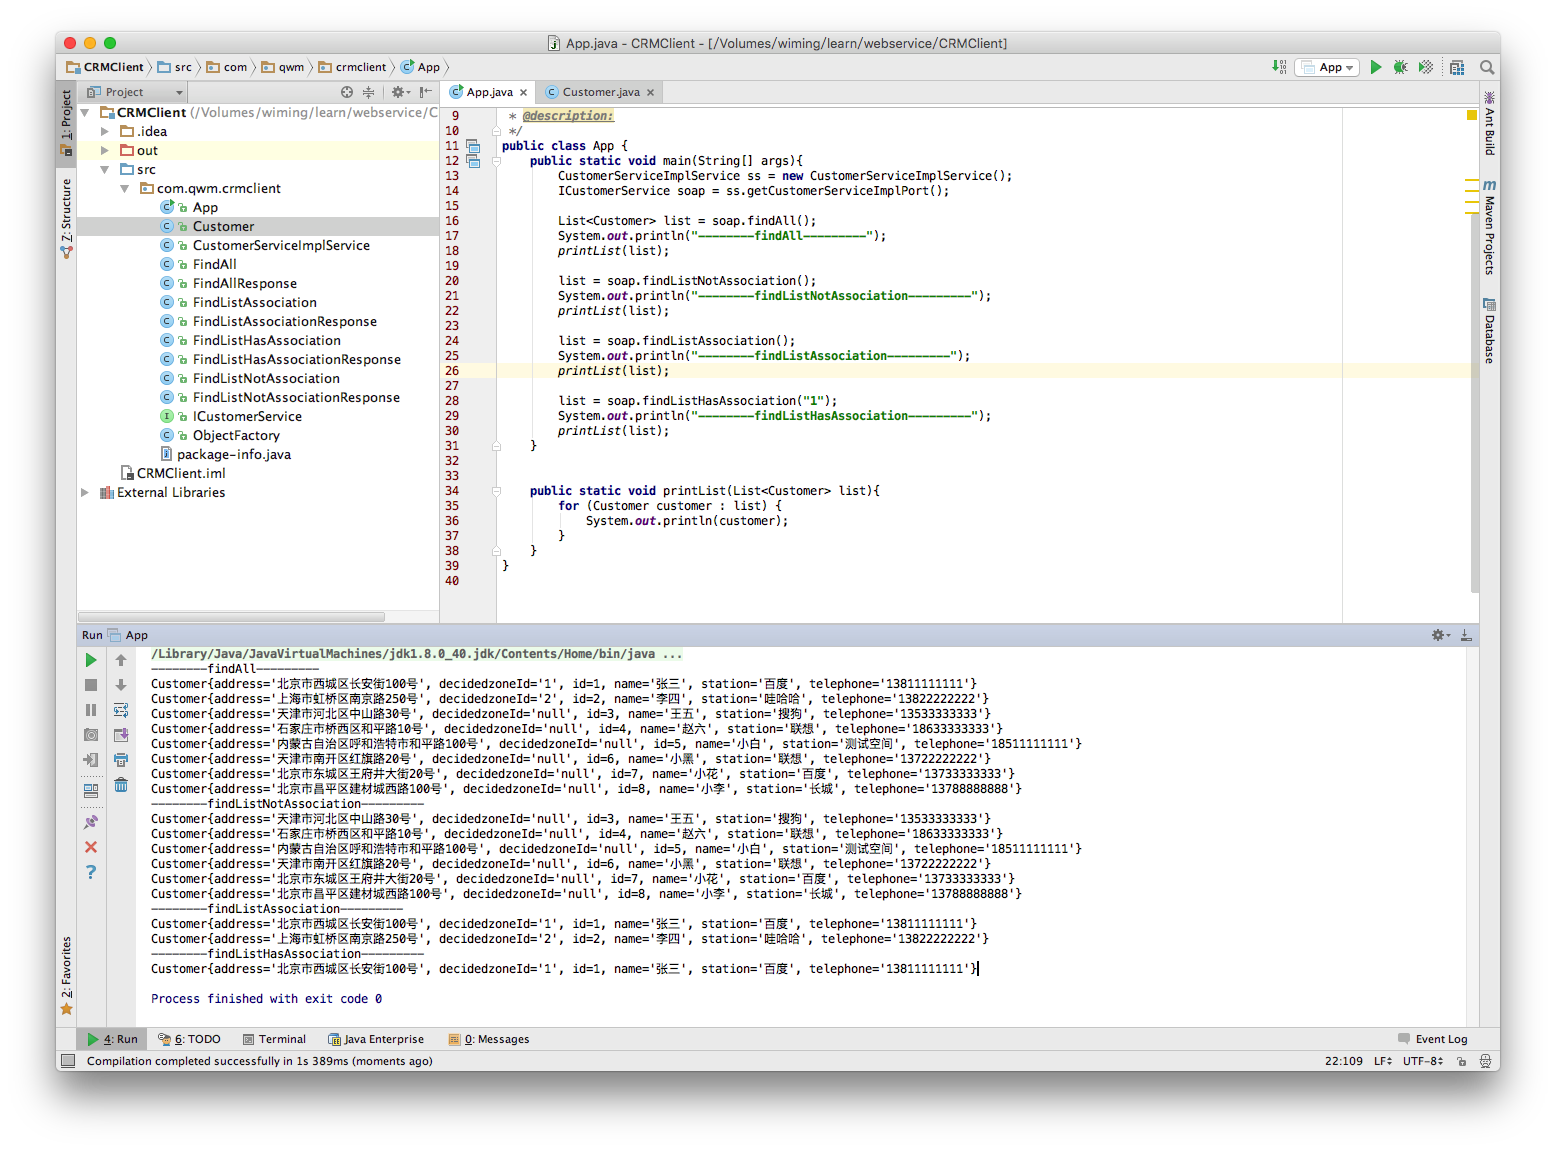 App.java - CRMClient - [/Volumes/wiming/learn/webservice/CRMClient]
CRMClient src com qwm crmclient App
App
Project
App.java Customer.java
1: Project
Z: Structure
2: Favorites
Ant Build
Maven Projects
Database
CRMClient (/Volumes/wiming/learn/webservice/C
.idea
out
src
com.qwm.crmclient
App
Customer
CustomerServiceImplService
FindAll
FindAllResponse
FindListAssociation
FindListAssociationResponse
FindListHasAssociation
FindListHasAssociationResponse
FindListNotAssociation
FindListNotAssociationResponse
ICustomerService
ObjectFactory
package-info.java
CRMClient.iml
External Libraries
9 * @description:
10 */
11 public class App {
12 public static void main(String[] args){
13 CustomerServiceImplService ss = new CustomerServiceImplService();
14 ICustomerService soap = ss.getCustomerServiceImplPort();
15
16 List<Customer> list = soap.findAll();
17 System.out.println("--------findAll---------");
18 printList(list);
19
20 list = soap.findListNotAssociation();
21 System.out.println("--------findListNotAssociation---------");
22 printList(list);
23
24 list = soap.findListAssociation();
25 System.out.println("--------findListAssociation---------");
26 printList(list);
27
28 list = soap.findListHasAssociation("1");
29 System.out.println("--------findListHasAssociation---------");
30 printList(list);
31 }
32
33
34 public static void printList(List<Customer> list){
35 for (Customer customer : list) {
36 System.out.println(customer);
37 }
38 }
39 }
40
Run App
/Library/Java/JavaVirtualMachines/jdk1.8.0_40.jdk/Contents/Home/bin/java ...
--------findAll---------
Customer{address='北京市西城区长安街100号', decidedzoneId='1', id=1, name='张三', station='百度', telephone='13811111111'}
Customer{address='上海市虹桥区南京路250号', decidedzoneId='2', id=2, name='李四', station='哇哈哈', telephone='13822222222'}
Customer{address='天津市河北区中山路30号', decidedzoneId='null', id=3, name='王五', station='搜狗', telephone='13533333333'}
Customer{address='石家庄市桥西区和平路10号', decidedzoneId='null', id=4, name='赵六', station='联想', telephone='18633333333'}
Customer{address='内蒙古自治区呼和浩特市和平路100号', decidedzoneId='null', id=5, name='小白', station='测试空间', telephone='18511111111'}
Customer{address='天津市南开区红旗路20号', decidedzoneId='null', id=6, name='小黑', station='联想', telephone='13722222222'}
Customer{address='北京市东城区王府井大街20号', decidedzoneId='null', id=7, name='小花', station='百度', telephone='13733333333'}
Customer{address='北京市昌平区建材城西路100号', decidedzoneId='null', id=8, name='小李', station='长城', telephone='13788888888'}
--------findListNotAssociation---------
Customer{address='天津市河北区中山路30号', decidedzoneId='null', id=3, name='王五', station='搜狗', telephone='13533333333'}
Customer{address='石家庄市桥西区和平路10号', decidedzoneId='null', id=4, name='赵六', station='联想', telephone='18633333333'}
Customer{address='内蒙古自治区呼和浩特市和平路100号', decidedzoneId='null', id=5, name='小白', station='测试空间', telephone='18511111111'}
Customer{address='天津市南开区红旗路20号', decidedzoneId='null', id=6, name='小黑', station='联想', telephone='13722222222'}
Customer{address='北京市东城区王府井大街20号', decidedzoneId='null', id=7, name='小花', station='百度', telephone='13733333333'}
Customer{address='北京市昌平区建材城西路100号', decidedzoneId='null', id=8, name='小李', station='长城', telephone='13788888888'}
--------findListAssociation---------
Customer{address='北京市西城区长安街100号', decidedzoneId='1', id=1, name='张三', station='百度', telephone='13811111111'}
Customer{address='上海市虹桥区南京路250号', decidedzoneId='2', id=2, name='李四', station='哇哈哈', telephone='13822222222'}
--------findListHasAssociation---------
Customer{address='北京市西城区长安街100号', decidedzoneId='1', id=1, name='张三', station='百度', telephone='13811111111'}
Process finished with exit code 0
4: Run 6: TODO Terminal Java Enterprise 0: Messages Event Log
Compilation completed successfully in 1s 389ms (moments ago) 22:109 LF UTF-8